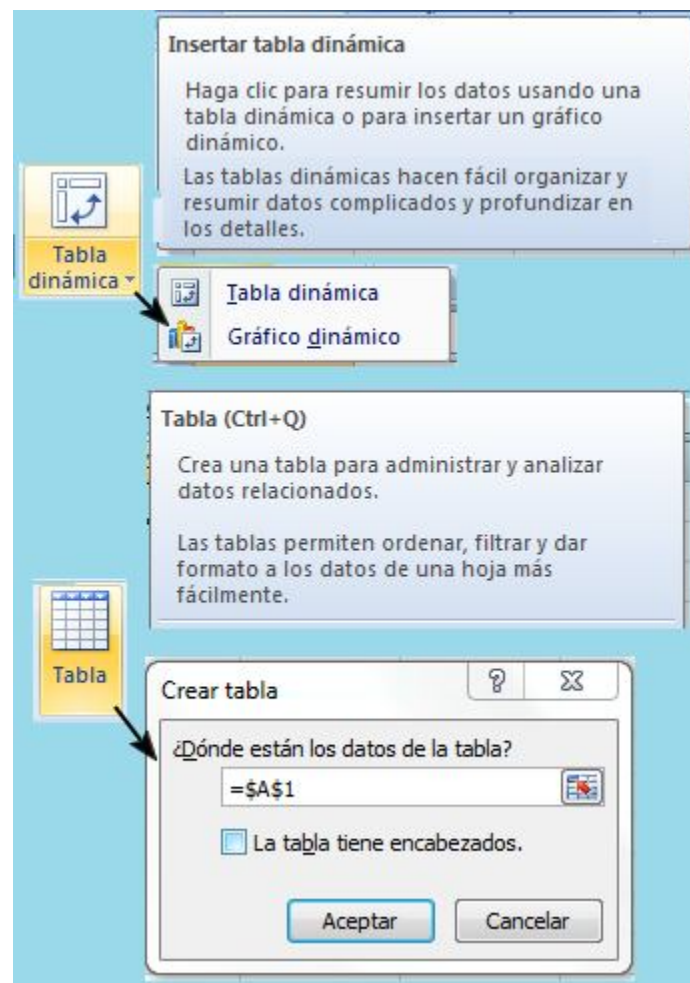 Insertar tabla dinámica
Haga clic para resumir los datos usando una
tabla dinámica o para insertar un gráfico
dinámico.
Las tablas dinámicas hacen fácil organizar y
resumir datos complicados y profundizar en
los detalles.
Tabla
dinámica
Tabla dinámica
Gráfico dinámico
Tabla (Ctrl+Q)
Crea una tabla para administrar y analizar
datos relacionados.
Las tablas permiten ordenar, filtrar y dar
formato a los datos de una hoja más
fácilmente.
Tabla
Crear tabla
¿Dónde están los datos de la tabla?
=$A$1
La tabla tiene encabezados.
Aceptar
Cancelar